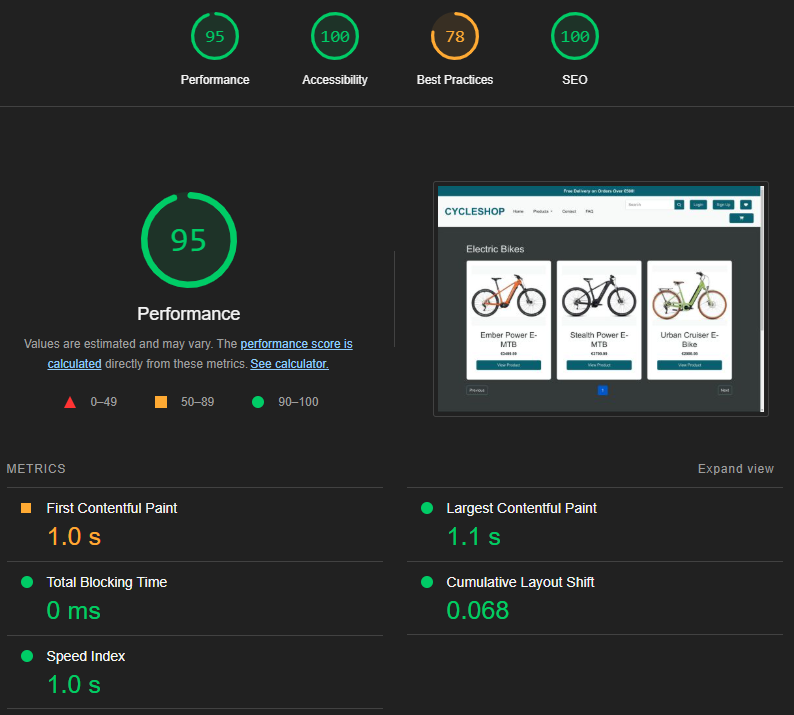 95
100
78
100
Performance
Accessibility
Best Practices
SEO
95
Performance
Values are estimated and may vary. The performance score is
calculated directly from these metrics. See calculator.
0–49
50–89
90–100
Free Delivery on Orders Over £500!
CYCLESHOP
Home
Products
Contact
FAQ
Search
Login
Sign Up
Electric Bikes
Ember Power E-
MTB
Stealth Power E-
MTB
Urban Cruiser E-
Bike
View Product
View Product
View Product
Previous
1
Next
METRICS
Expand view
First Contentful Paint
1.0 s
Largest Contentful Paint
1.1 s
Total Blocking Time
0 ms
Cumulative Layout Shift
0.068
Speed Index
1.0 s